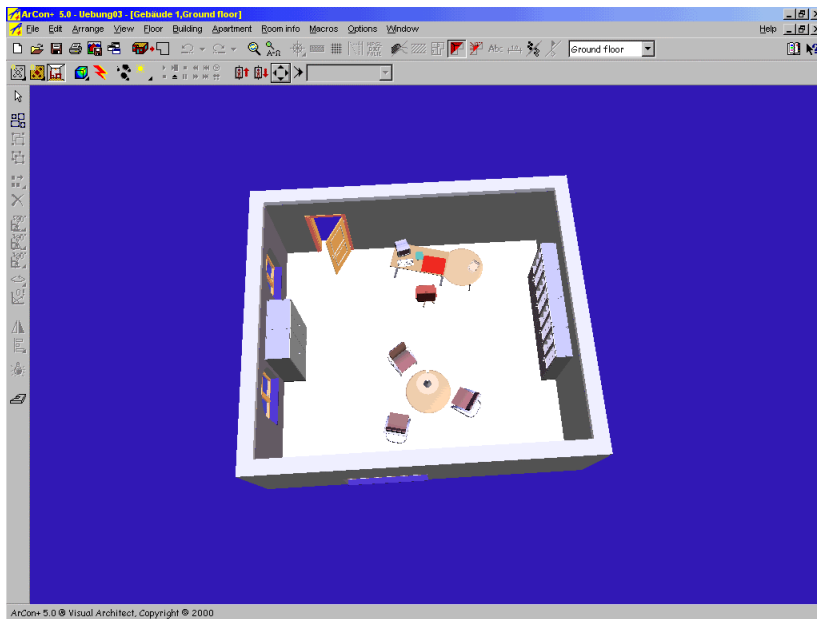 ArCon+ 5.0 - Uebung03 - [Gebäude 1,Ground floor]
File Edit Arrange View Floor Building Apartment Room info Macros Options Window Help
Abc Ground floor
ArCon+ 5.0 ® Visual Architect, Copyright ® 2000